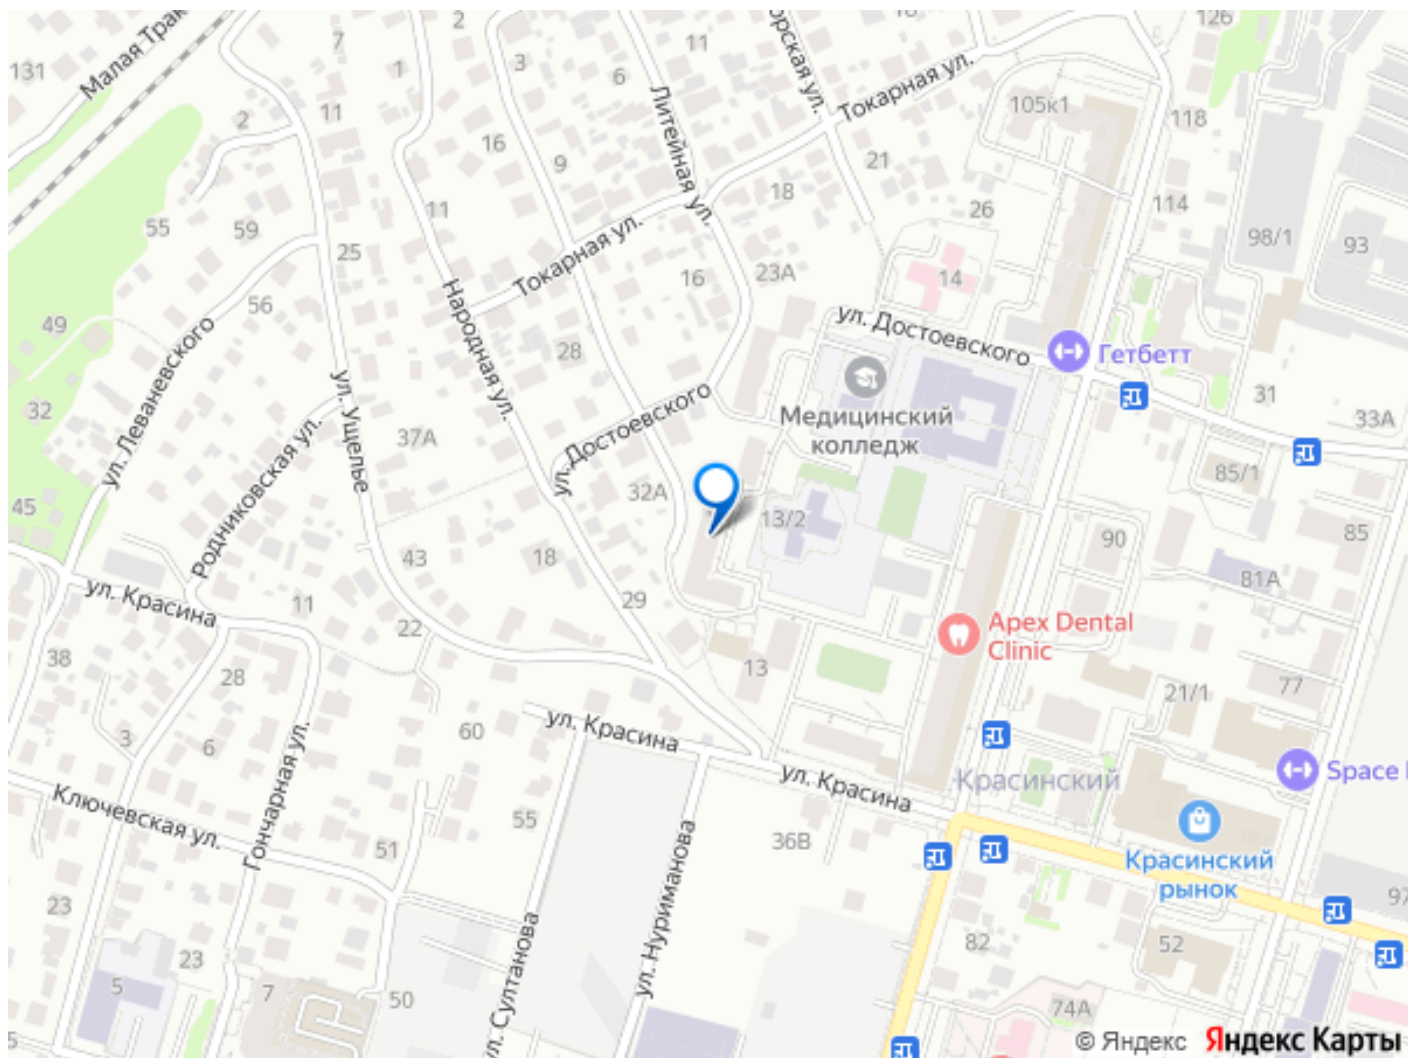 126
2
Малая Трак
7
3
11
131
1
6
орская ул.
Токарная ул.
105к1
118
2
11
16
Литейная ул.
9
21
18
55
59
25
11
26
114
98/1
93
Токарная ул.
16
23А
14
56
49
Народная ул.
28
ул. Достоевского
Гетбетт
ул. Леваневского
32
ул. Ущелье
37А
ул. Достоевского
Медицинский
колледж
31
33А
Родниковская ул.
45
32А
13/2
85/1
85
90
43
18
81А
ул. Красина
11
22
29
Apex Dental
Clinic
38
28
13
77
21/1
3
6
60
ул. Красина
Гончарная ул.
ул. Красина
Красинский
Space
Ключевская ул.
55
36В
51
ул. Нуриманова
Красинский
рынок
97
23
23
ул. Султанова
82
52
5
7
50
74А
© Яндекс Яндекс Карты